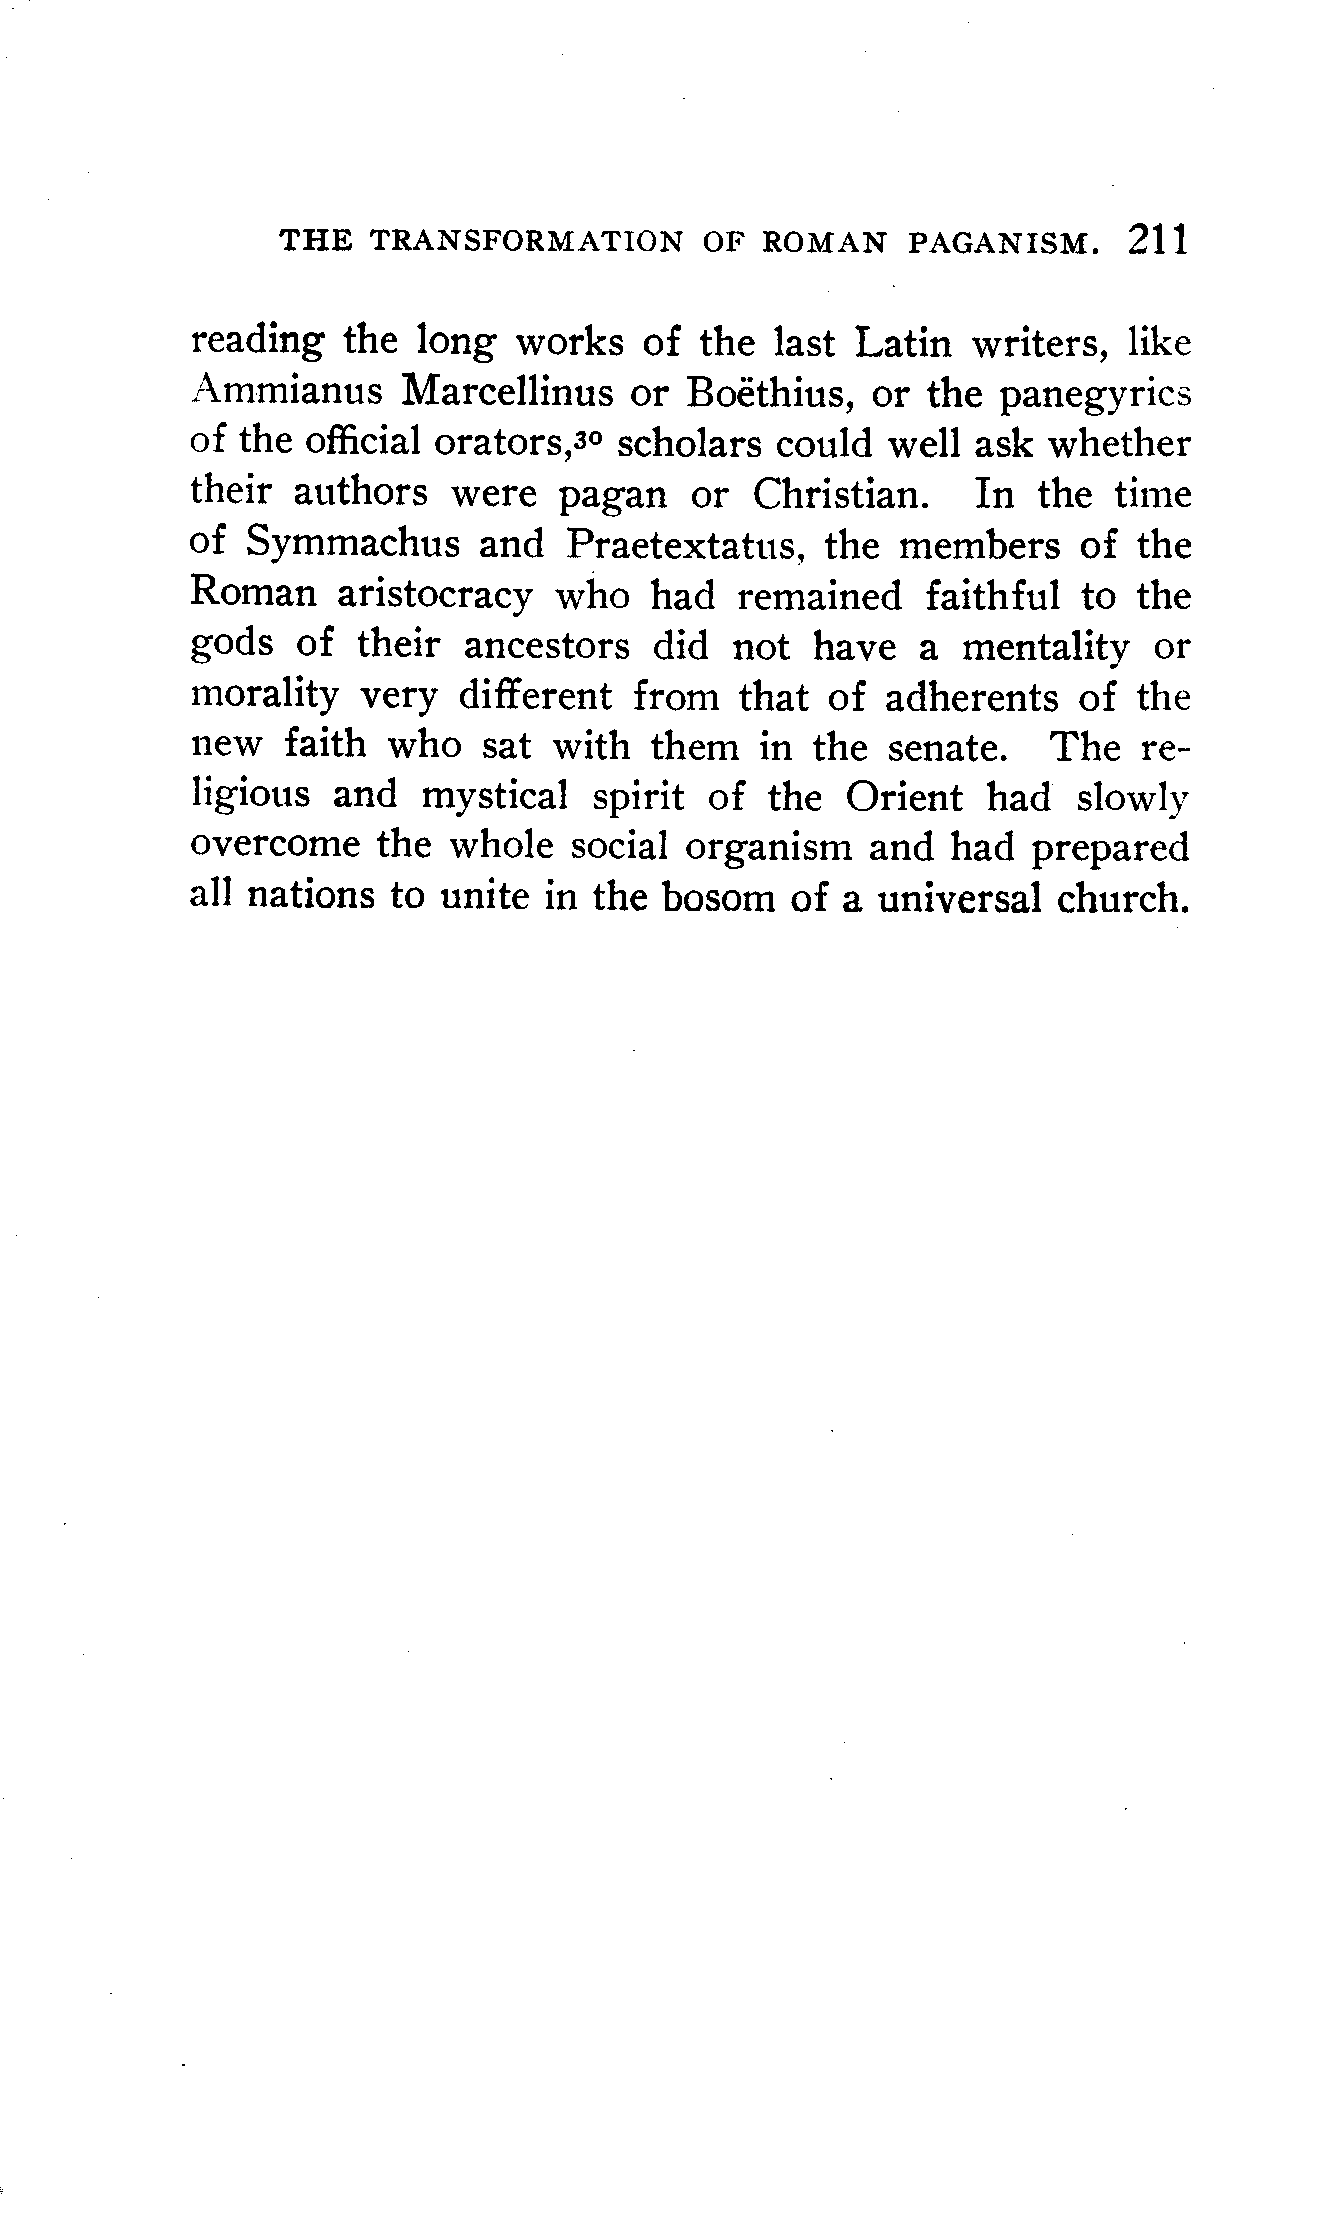 THE TRANSFORMATION OF ROMAN PAGANISM. 211
reading the long works of the last Latin writers, like
Ammianus Marcellinus or Boëthius, or the panegyrics
of the official orators,³⁰ scholars could well ask whether
their authors were pagan or Christian. In the time
of Symmachus and Praetextatus, the members of the
Roman aristocracy who had remained faithful to the
gods of their ancestors did not have a mentality or
morality very different from that of adherents of the
new faith who sat with them in the senate. The re-
ligious and mystical spirit of the Orient had slowly
overcome the whole social organism and had prepared
all nations to unite in the bosom of a universal church.